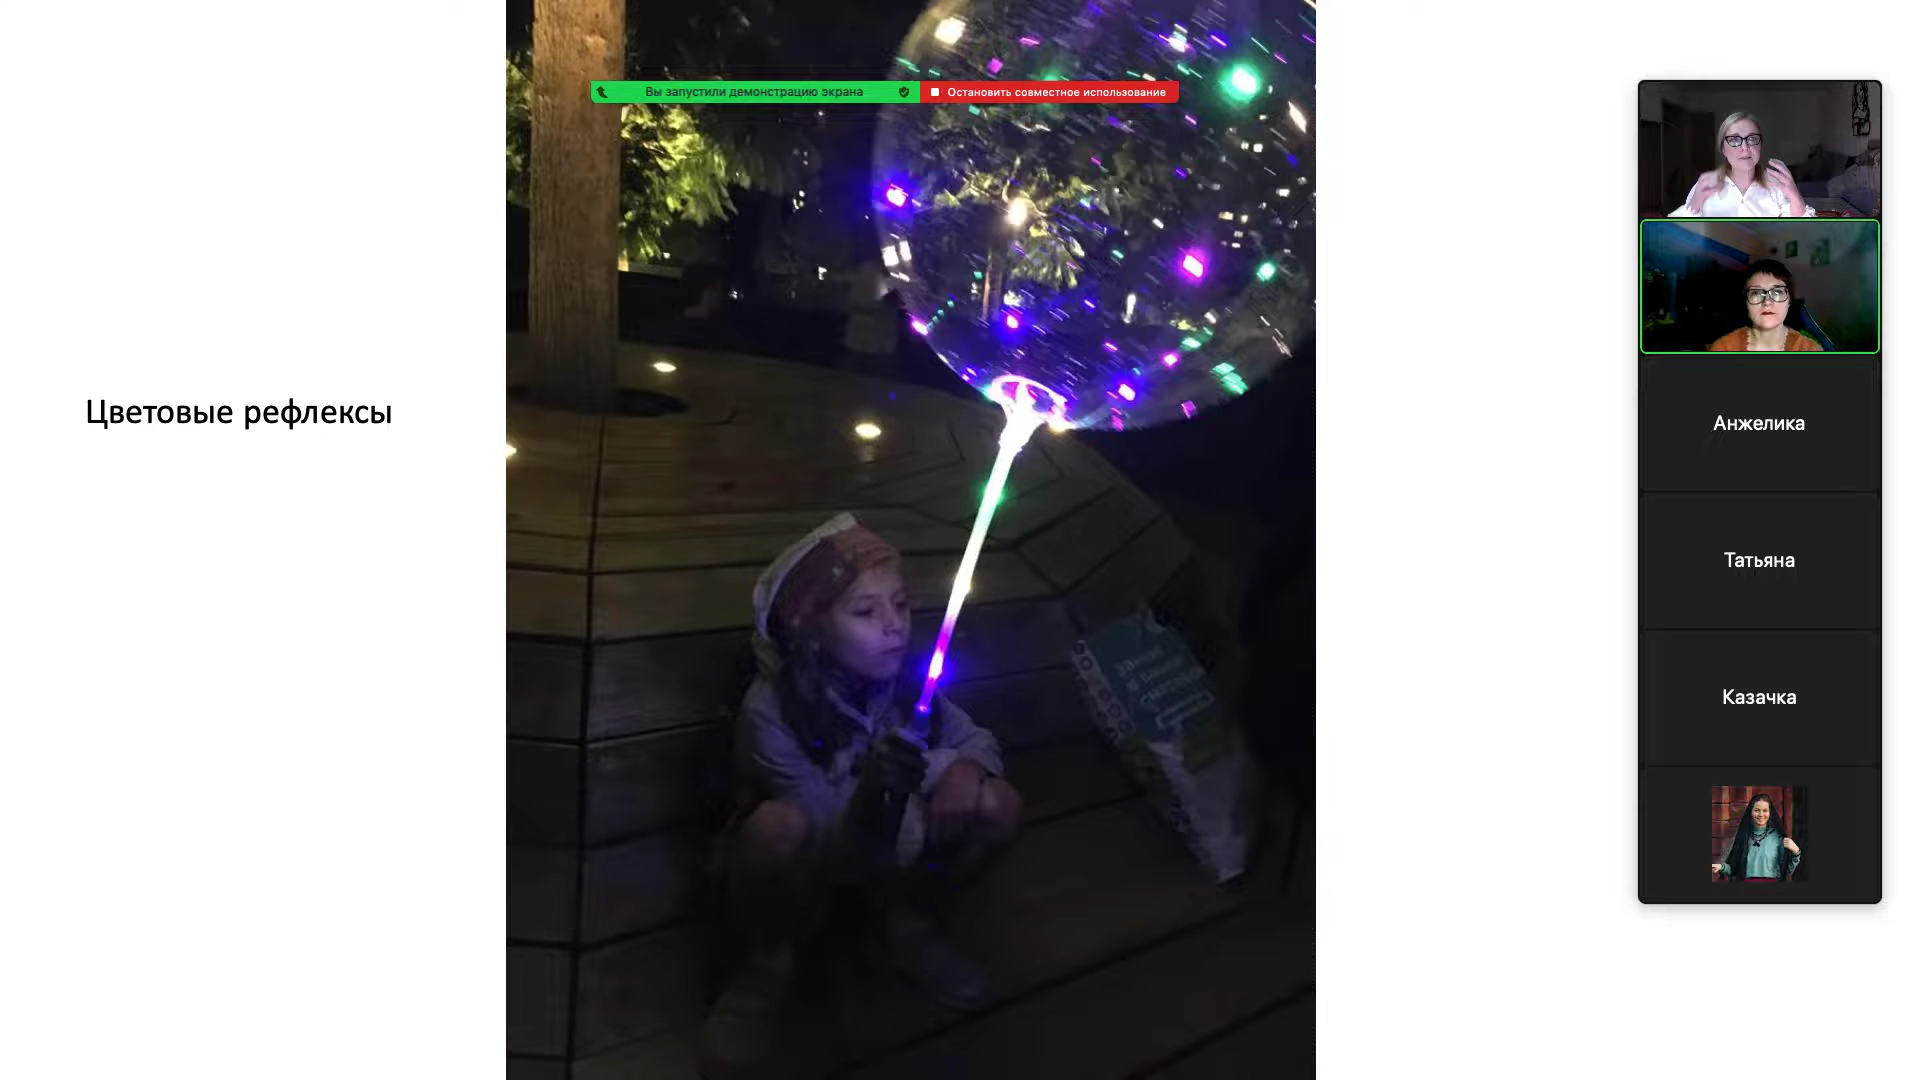 Вы запустили демонстрацию экрана
Остановить совместное использование
Цветовые рефлексы
Анжелика
Татьяна
Казачка